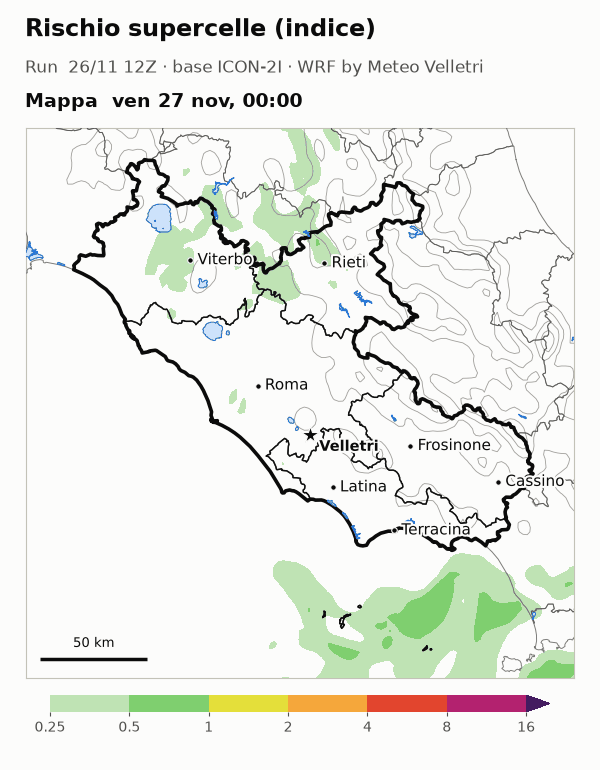 Rischio supercelle (indice)
Run  26/11 12Z · base ICON-2I · WRF by Meteo Velletri
Mappa  ven 27 nov, 00:00
Viterbo
Rieti
Roma
Velletri
Frosinone
Cassino
Latina
Terracina
50 km
0.25 0.5 1 2 4 8 16